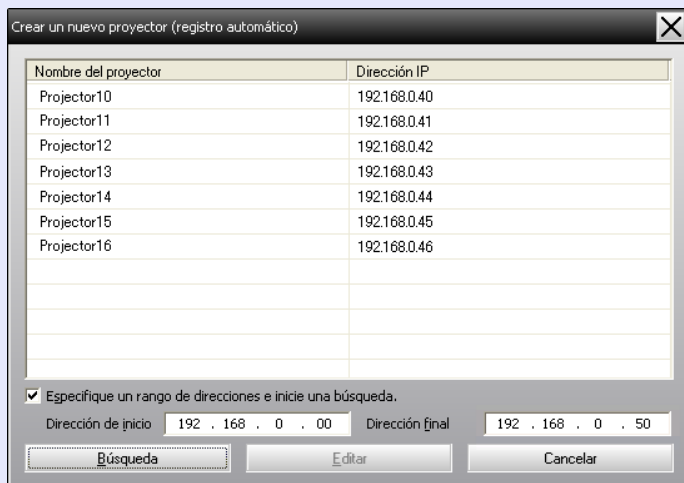 Crear un nuevo proyector (registro automático)
Nombre del proyector Dirección IP
Projector10 192.168.0.40
Projector11 192.168.0.41
Projector12 192.168.0.42
Projector13 192.168.0.43
Projector14 192.168.0.44
Projector15 192.168.0.45
Projector16 192.168.0.46
Especifique un rango de direcciones e inicie una búsqueda.
Dirección de inicio 192 . 168 . 0 . 00 Dirección final 192 . 168 . 0 . 50
Búsqueda Editar Cancelar